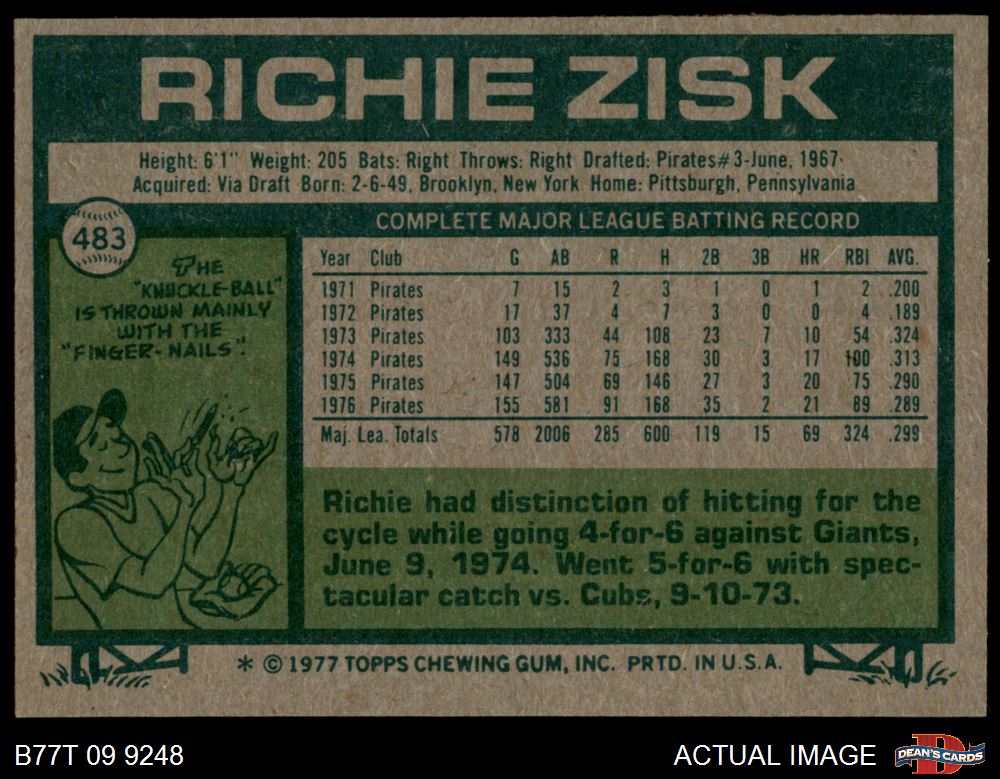 RICHIE ZISK
Height: 6'1" Weight: 205 Bats: Right Throws: Right Drafted: Pirates#3-June, 1967
Acquired: Via Draft Born: 2-6-49, Brooklyn, New York Home: Pittsburgh, Pennsylvania
483
THE
"KNUCKLE-BALL"
IS THROWN MAINLY
WITH THE
"FINGER-NAILS".
COMPLETE MAJOR LEAGUE BATTING RECORD
Year Club G AB R H 2B 3B HR RBI AVG.
1971 Pirates 7 15 2 3 1 0 1 2 .200
1972 Pirates 17 37 4 7 3 0 0 4 .189
1973 Pirates 103 333 44 108 23 7 10 54 .324
1974 Pirates 149 536 75 168 30 3 17 100 .313
1975 Pirates 147 504 69 146 27 3 20 75 .290
1976 Pirates 155 581 91 168 35 2 21 89 .289
Maj. Lea. Totals 578 2006 285 600 119 15 69 324 .299
Richie had distinction of hitting for the
cycle while going 4-for-6 against Giants,
June 9, 1974. Went 5-for-6 with spec-
tacular catch vs. Cubs, 9-10-73.
* © 1977 TOPPS CHEWING GUM, INC. PRTD. IN U.S.A.
B77T 09 9248
ACTUAL IMAGE
DEAN'S CARDS